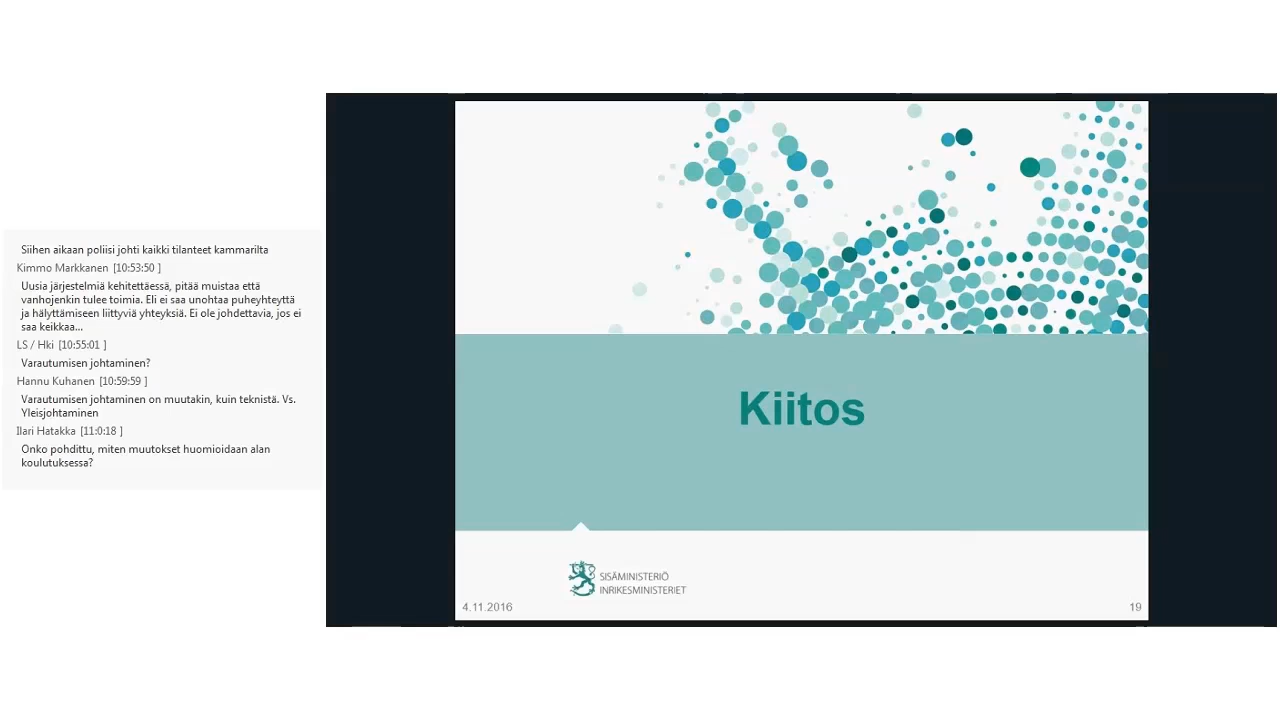 Siihen aikaan poliisi johti kaikki tilanteet kammarilta
Kimmo Markkanen [10:53:50 ]
Uusia järjestelmiä kehitettäessä, pitää muistaa että
vanhojenkin tulee toimia. Eli ei saa unohtaa puheyhteyttä
ja hälyttämiseen liittyviä yhteyksiä. Ei ole johdettavia, jos ei
saa keikkaa...
LS / Hki [10:55:01 ]
Varautumisen johtaminen?
Hannu Kuhanen [10:59:59 ]
Varautumisen johtaminen on muutakin, kuin teknistä. Vs.
Yleisjohtaminen
Ilari Hatakka [11:0:18 ]
Onko pohdittu, miten muutokset huomioidaan alan
koulutuksessa?
Kiitos
SISÄMINISTERIÖ
INRIKESMINISTERIET
4.11.2016
19